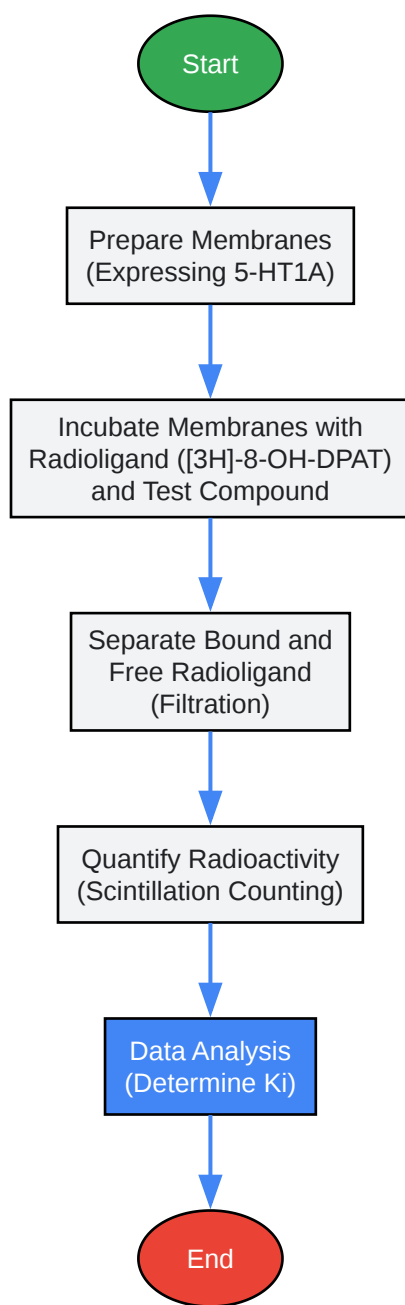 Start
Prepare Membranes
(Expressing 5-HT1A)
Incubate Membranes with
Radioligand ([3H]-8-OH-DPAT)
and Test Compound
Separate Bound and
Free Radioligand
(Filtration)
Quantify Radioactivity
(Scintillation Counting)
Data Analysis
(Determine Ki)
End